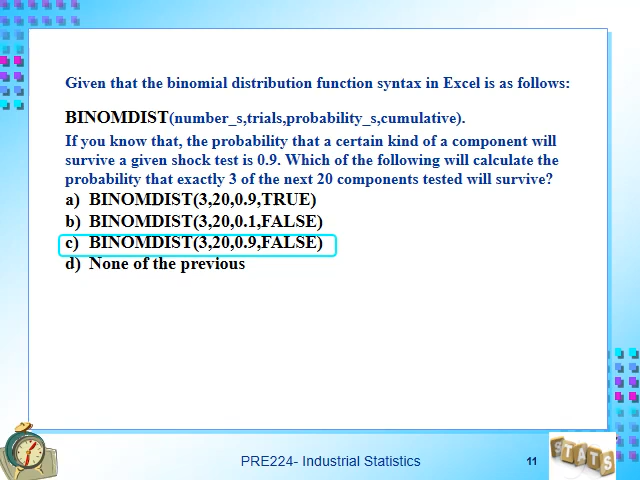 Given that the binomial distribution function syntax in Excel is as follows:
BINOMDIST(number_s,trials,probability_s,cumulative).
If you know that, the probability that a certain kind of a component will
survive a given shock test is 0.9. Which of the following will calculate the
probability that exactly 3 of the next 20 components tested will survive?
a) BINOMDIST(3,20,0.9,TRUE)
b) BINOMDIST(3,20,0.1,FALSE)
c) BINOMDIST(3,20,0.9,FALSE)
d) None of the previous
PRE224- Industrial Statistics
11
STATS